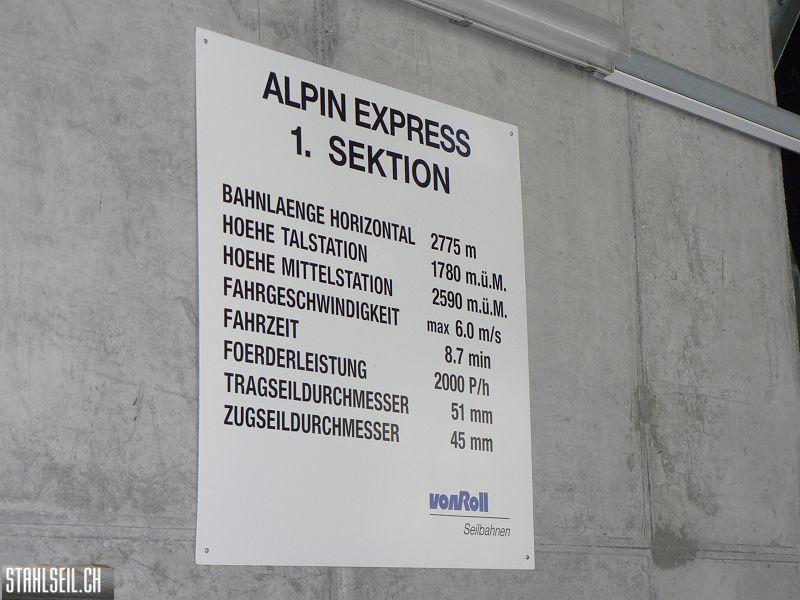 ALPIN EXPRESS
1. SEKTION
BAHNLAENGE HORIZONTAL 2775 m
HOEHE TALSTATION 1780 m.ü.M.
HOEHE MITTELSTATION 2590 m.ü.M.
FAHRGESCHWINDIGKEIT max 6.0 m/s
FAHRZEIT 8.7 min
FOERDERLEISTUNG 2000 P/h
TRAGSEILDURCHMESSER 51 mm
ZUGSEILDURCHMESSER 45 mm
vonRoll
Seilbahnen
STAHLSEIL.CH